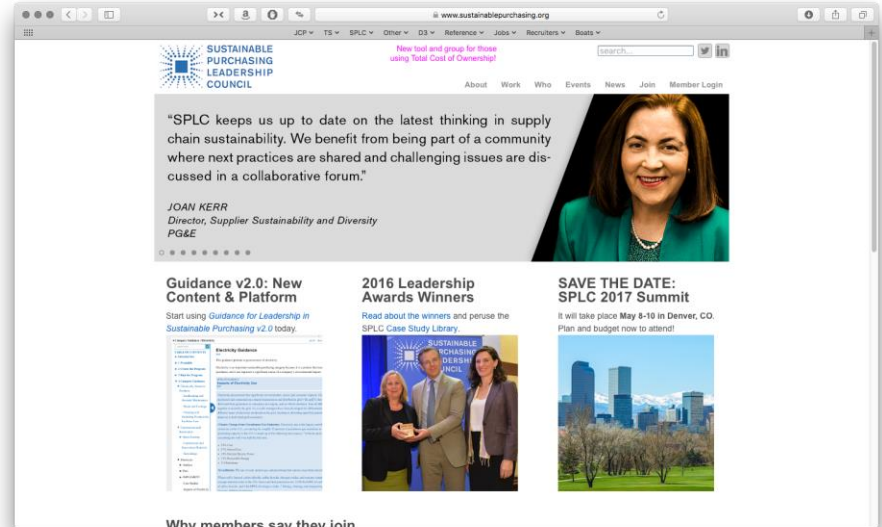 www.sustainablepurchasing.org
JCP TS SPLC Other D3 Reference Jobs Recruiters Boats
SUSTAINABLE
PURCHASING
LEADERSHIP
COUNCIL
New tool and group for those
using Total Cost of Ownership!
search...
About Work Who Events News Join Member Login
“SPLC keeps us up to date on the latest thinking in supply
chain sustainability. We benefit from being part of a community
where next practices are shared and challenging issues are dis-
cussed in a collaborative forum.”
JOAN KERR
Director, Supplier Sustainability and Diversity
PG&E
Guidance v2.0: New
Content & Platform
Start using Guidance for Leadership in
Sustainable Purchasing v2.0 today.
Electricity Guidance
2016 Leadership
Awards Winners
Read about the winners and peruse the
SPLC Case Study Library.
SUSTAINABLE
SAVE THE DATE:
SPLC 2017 Summit
It will take place May 8-10 in Denver, CO.
Plan and budget now to attend!
Why members say they join